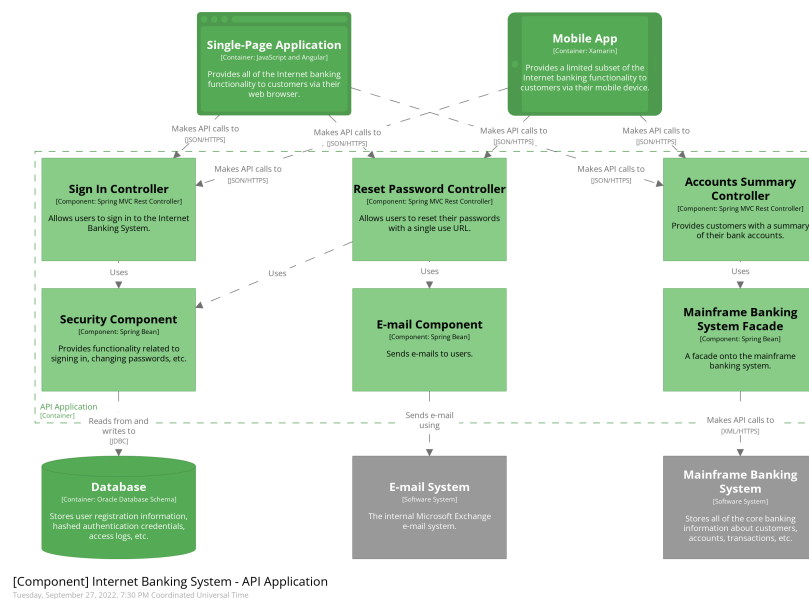 Single-Page Application
[Container: JavaScript and Angular]
Provides all of the Internet banking
functionality to customers via their
web browser.
Mobile App
[Container: Xamarin]
Provides a limited subset of the
Internet banking functionality to
customers via their mobile device.
Makes API calls to
[JSON/HTTPS]
Makes API calls to
[JSON/HTTPS]
Makes API calls to
[JSON/HTTPS]
Makes API calls to
[JSON/HTTPS]
Makes API calls to
[JSON/HTTPS]
Makes API calls to
[JSON/HTTPS]
Sign In Controller
[Component: Spring MVC Rest Controller]
Allows users to sign in to the Internet
Banking System.
Reset Password Controller
[Component: Spring MVC Rest Controller]
Allows users to reset their passwords
with a single use URL.
Accounts Summary
Controller
[Component: Spring MVC Rest Controller]
Provides customers with a summary
of their bank accounts.
Uses
Uses
Uses
Uses
Security Component
[Component: Spring Bean]
Provides functionality related to
signing in, changing passwords, etc.
E-mail Component
[Component: Spring Bean]
Sends e-mails to users.
Mainframe Banking
System Facade
[Component: Spring Bean]
A facade onto the mainframe
banking system.
API Application
[Container]
Reads from and
writes to
[JDBC]
Sends e-mail
using
Makes API calls to
[XML/HTTPS]
Database
[Container: Oracle Database Schema]
Stores user registration information,
hashed authentication credentials,
access logs, etc.
E-mail System
[Software System]
The internal Microsoft Exchange
e-mail system.
Mainframe Banking
System
[Software System]
Stores all of the core banking
information about customers,
accounts, transactions, etc.
[Component] Internet Banking System - API Application
Tuesday, September 27, 2022, 7:30 PM Coordinated Universal Time